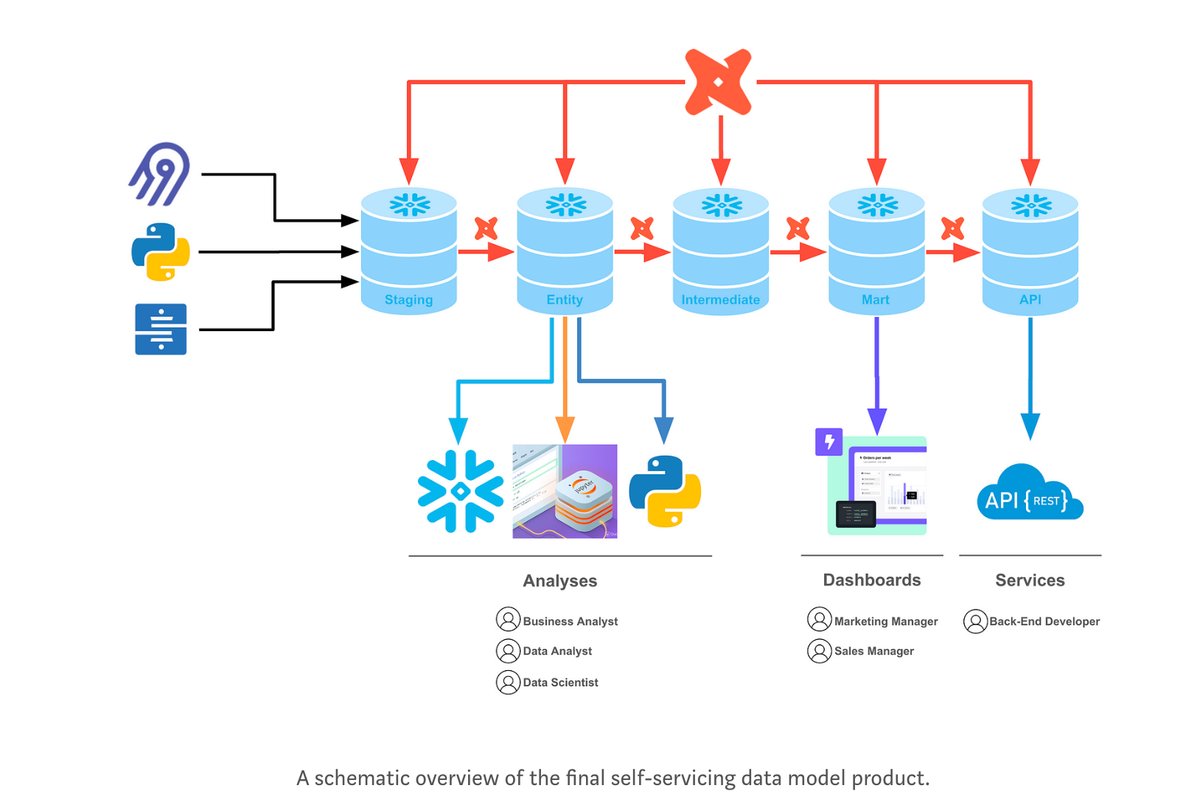 Staging
Entity
Intermediate
Mart
API
jupyter
Orders per week
API {REST}
Analyses
Dashboards
Services
Business Analyst
Marketing Manager
Back-End Developer
Data Analyst
Sales Manager
Data Scientist
A schematic overview of the final self-servicing data model product.